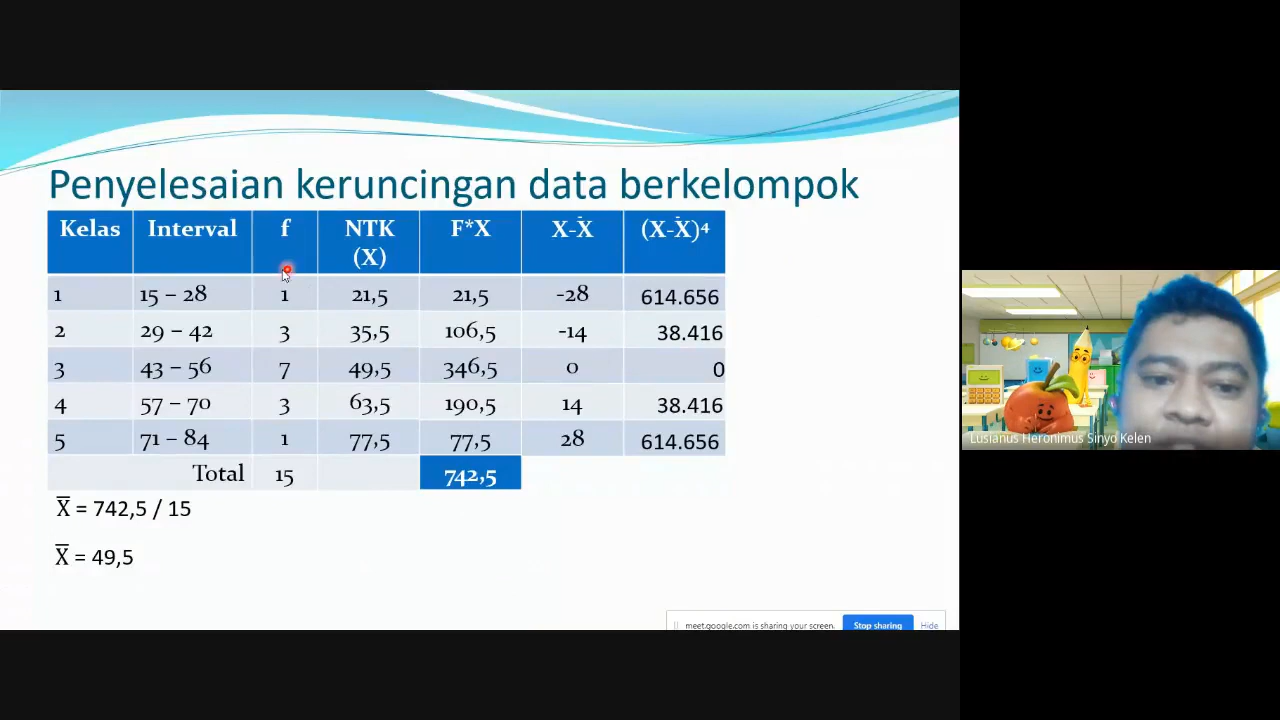 Penyelesaian keruncingan data berkelompok
Kelas Interval f NTK (X) F*X X-Ẋ (X-Ẋ)⁴
1 15 – 28 1 21,5 21,5 -28 614.656
2 29 – 42 3 35,5 106,5 -14 38.416
3 43 – 56 7 49,5 346,5 0 0
4 57 – 70 3 63,5 190,5 14 38.416
5 71 – 84 1 77,5 77,5 28 614.656
Total 15 742,5
X̅ = 742,5 / 15
X̅ = 49,5
meet.google.com is sharing your screen. Stop sharing Hide
Lusianus Heronimus Sinyo Kelen